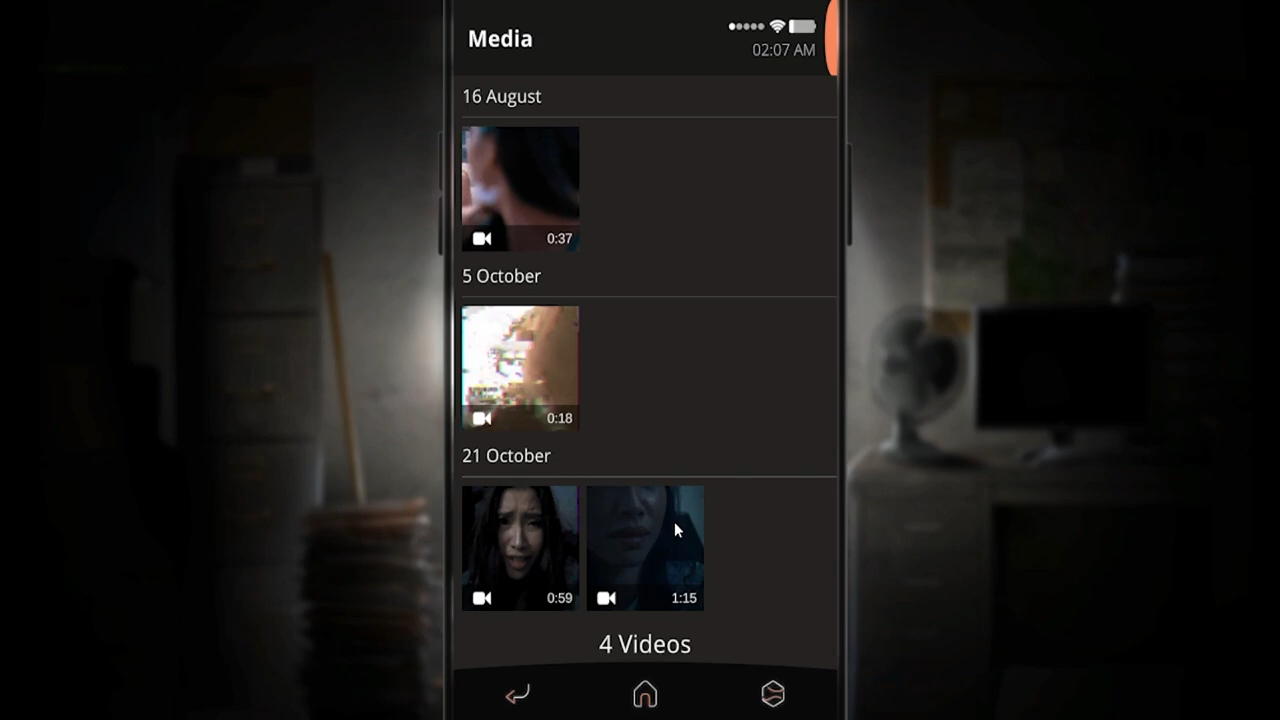 Media
02:07 AM
16 August
0:37
5 October
0:18
21 October
0:59
1:15
4 Videos